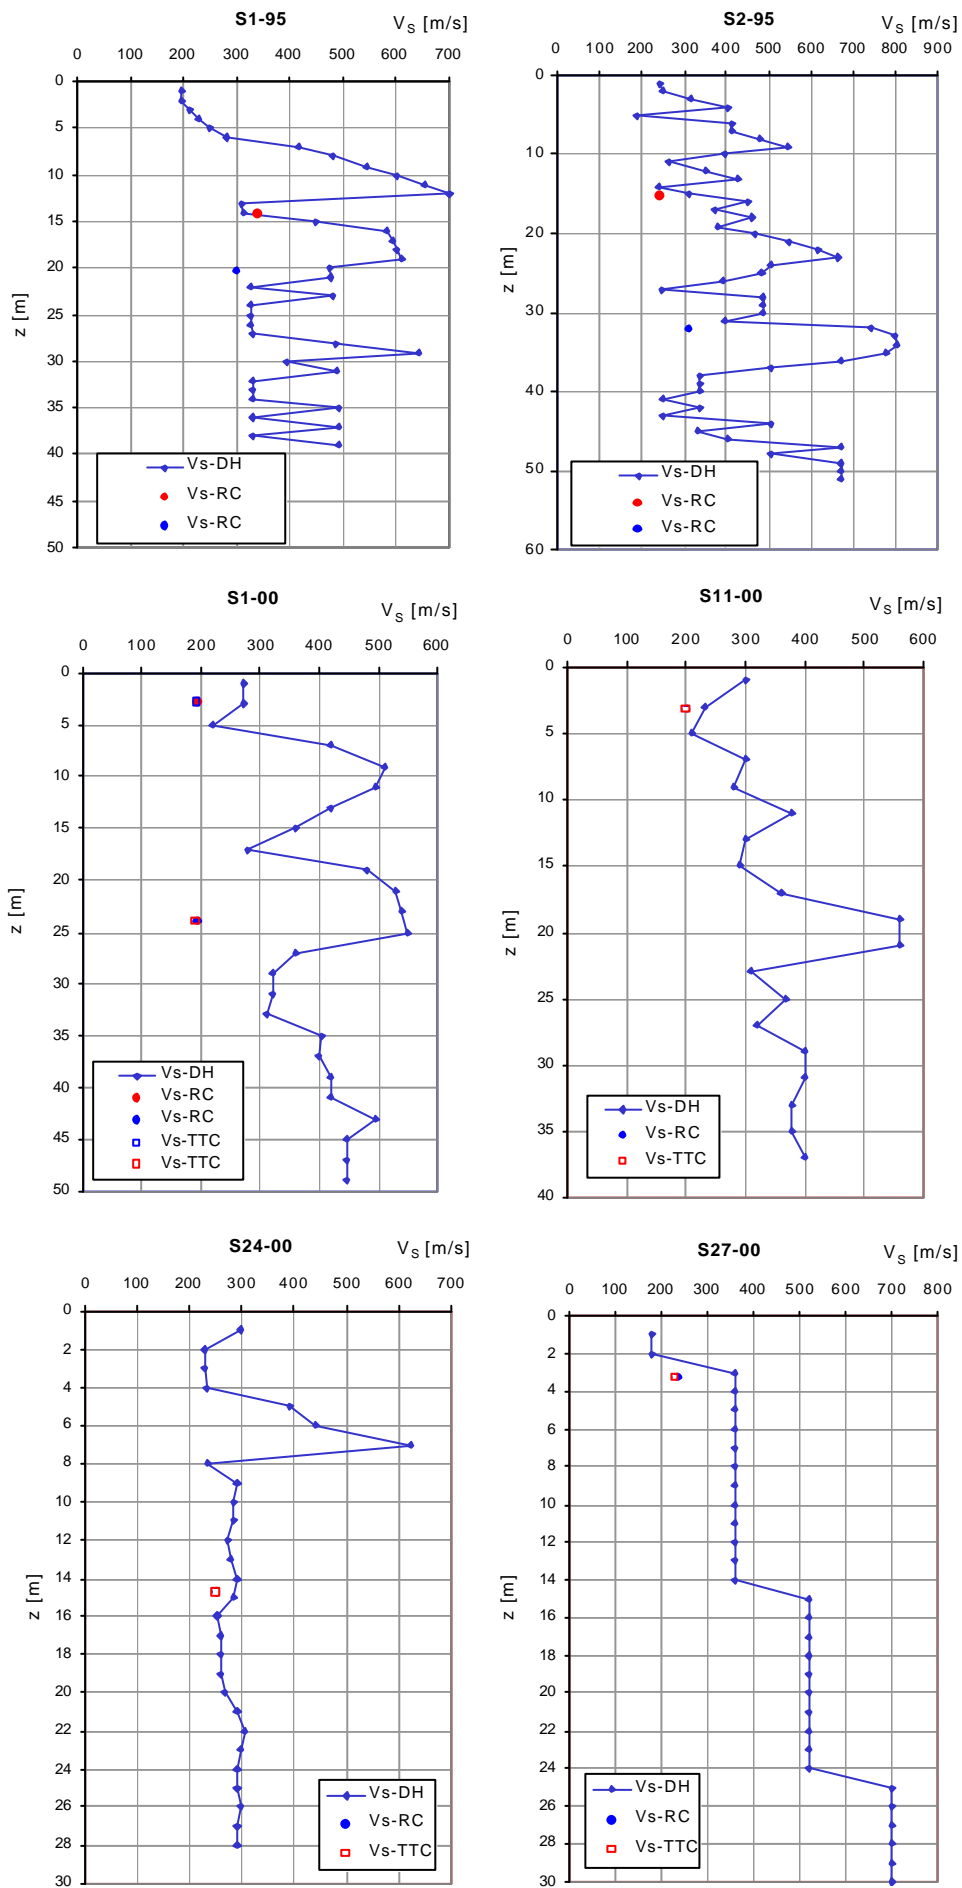 S1-95
V_S [m/s]
0 100 200 300 400 500 600 700
0
5
10
15
20
25
30
35
40
45
50
z [m]
Vs-DH
Vs-RC
Vs-RC
S2-95
V_S [m/s]
0 100 200 300 400 500 600 700 800 900
0
10
20
30
40
50
60
z [m]
Vs-DH
Vs-RC
Vs-RC
S1-00
V_S [m/s]
0 100 200 300 400 500 600
0
5
10
15
20
25
30
35
40
45
50
z [m]
Vs-DH
Vs-RC
Vs-RC
Vs-TTC
Vs-TTC
S11-00
V_S [m/s]
0 100 200 300 400 500 600
0
5
10
15
20
25
30
35
40
z [m]
Vs-DH
Vs-RC
Vs-TTC
S24-00
V_S [m/s]
0 100 200 300 400 500 600 700
0
2
4
6
8
10
12
14
16
18
20
22
24
26
28
30
z [m]
Vs-DH
Vs-RC
Vs-TTC
S27-00
V_S [m/s]
0 100 200 300 400 500 600 700 800
0
2
4
6
8
10
12
14
16
18
20
22
24
26
28
30
z [m]
Vs-DH
Vs-RC
Vs-TTC